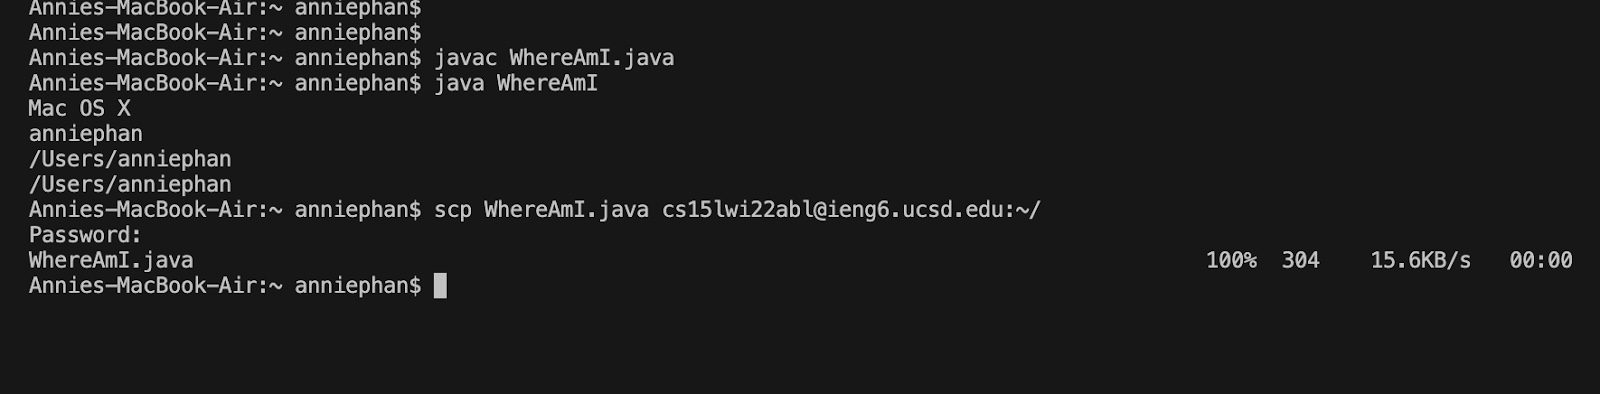 Annies-MacBook-Air:~ anniephan$
Annies-MacBook-Air:~ anniephan$
Annies-MacBook-Air:~ anniephan$ javac WhereAmI.java
Annies-MacBook-Air:~ anniephan$ java WhereAmI
Mac OS X
anniephan
/Users/anniephan
/Users/anniephan
Annies-MacBook-Air:~ anniephan$ scp WhereAmI.java cs15lwi22abl@ieng6.ucsd.edu:~/
Password:
WhereAmI.java 100% 304 15.6KB/s 00:00
Annies-MacBook-Air:~ anniephan$